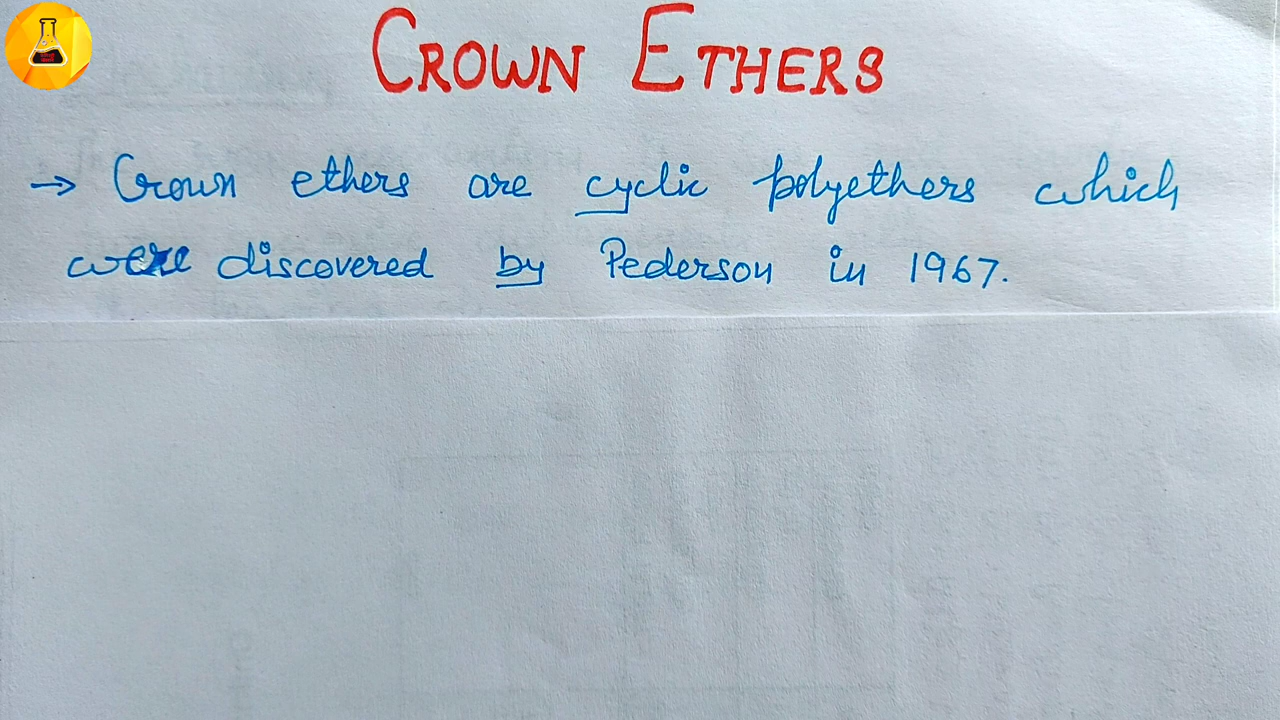 CROWN ETHERS
→ Crown ethers are cyclic polyethers which
were discovered by Pederson in 1967.